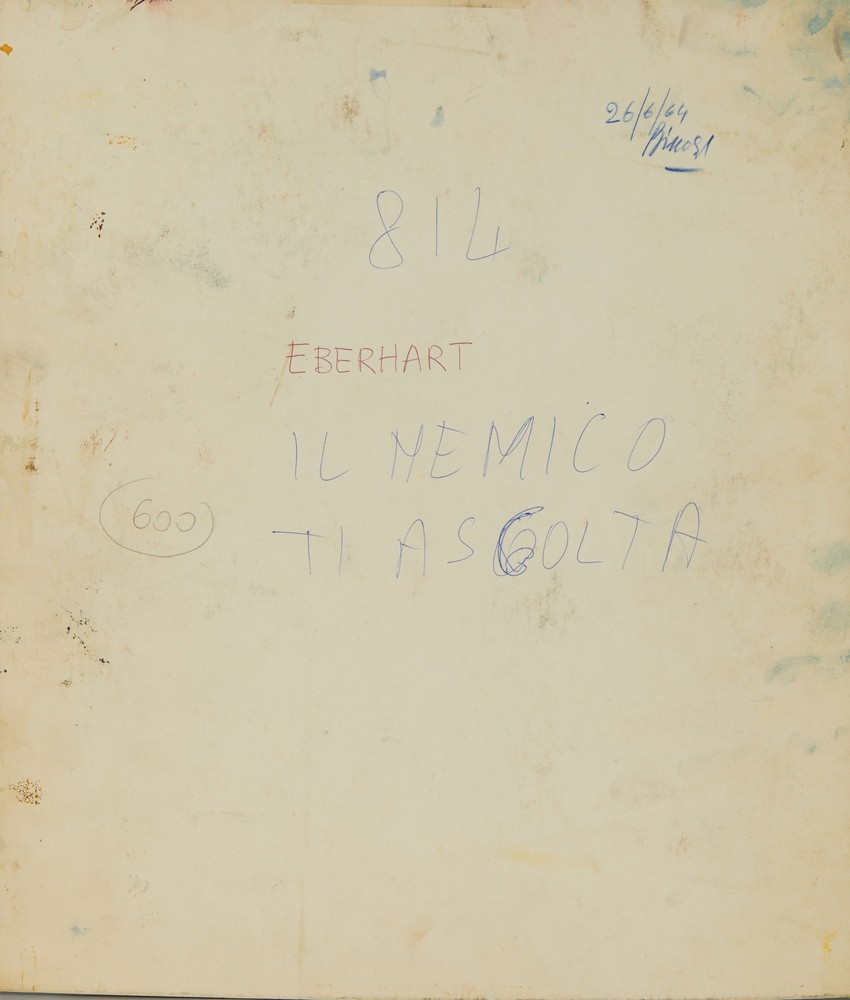 26/6/64
814
EBERHART
IL NEMICO
600
TI ASCOLTA